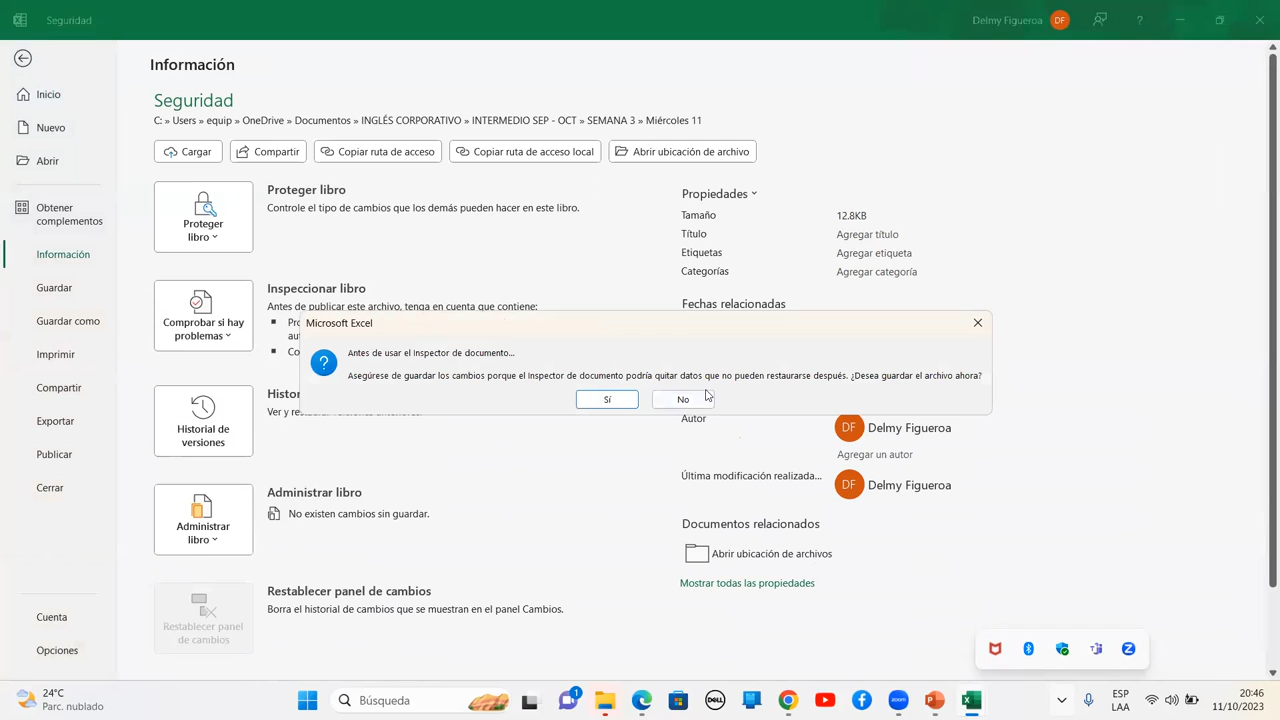 Seguridad
Delmy Figueroa DF ?
Información
Inicio
Nuevo
Abrir
Obtener
complementos
Información
Guardar
Guardar como
Imprimir
Compartir
Exportar
Publicar
Cerrar
Cuenta
Opciones
Seguridad
C: » Users » equip » OneDrive » Documentos » INGLÉS CORPORATIVO » INTERMEDIO SEP - OCT » SEMANA 3 » Miércoles 11
Cargar
Compartir
Copiar ruta de acceso
Copiar ruta de acceso local
Abrir ubicación de archivo
Proteger
libro
Proteger libro
Controle el tipo de cambios que los demás pueden hacer en este libro.
Comprobar si hay
problemas
Inspeccionar libro
Antes de publicar este archivo, tenga en cuenta que contiene:
Microsoft Excel
Antes de usar el Inspector de documento...
Asegúrese de guardar los cambios porque el Inspector de documento podría quitar datos que no pueden restaurarse después. ¿Desea guardar el archivo ahora?
Sí
No
Historial de
versiones
Administrar
libro
Administrar libro
No existen cambios sin guardar.
Restablecer panel
de cambios
Restablecer panel de cambios
Borra el historial de cambios que se muestran en el panel Cambios.
Propiedades
Tamaño 12.8KB
Título Agregar título
Etiquetas Agregar etiqueta
Categorías Agregar categoría
Fechas relacionadas
Autor DF Delmy Figueroa
Agregar un autor
Última modificación realizada... DF Delmy Figueroa
Documentos relacionados
Abrir ubicación de archivos
Mostrar todas las propiedades
24°C
Parc. nublado
Búsqueda
1
DELL
zoom
ESP
LAA
20:46
11/10/2023